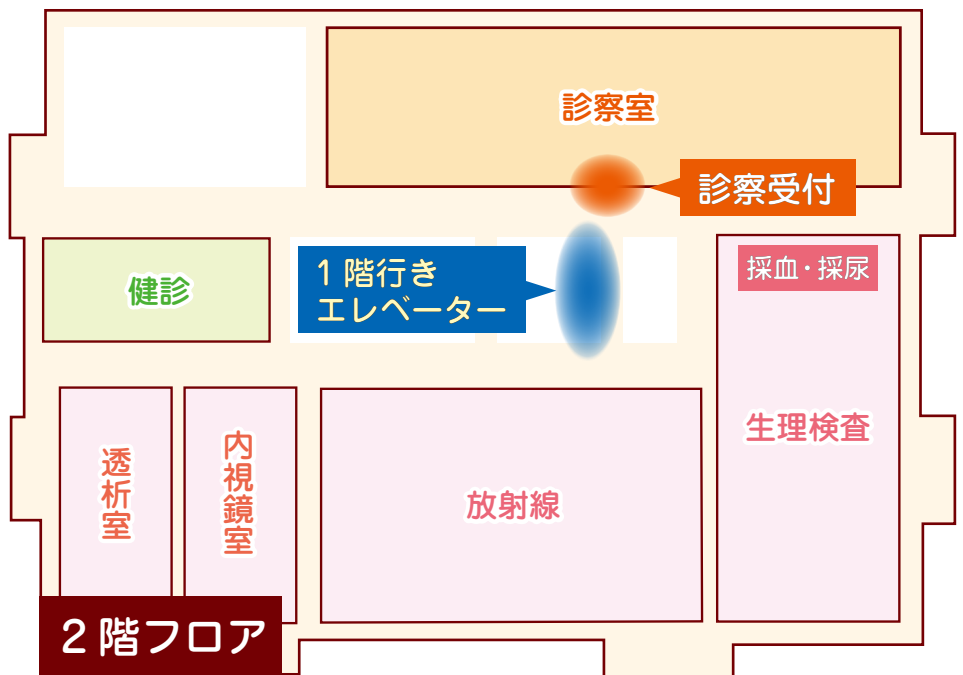 診察室
診察受付
1階行き
エレベーター
採血・採尿
健診
生理検査
透析室
内視鏡室
放射線
2階フロア